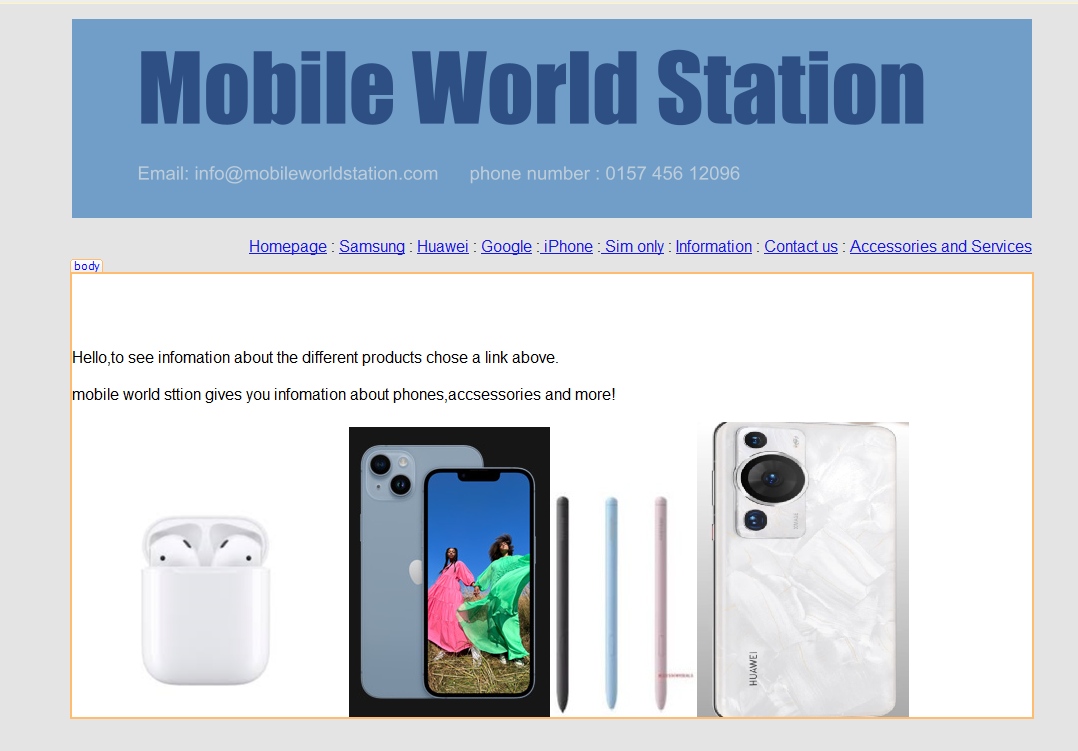 Mobile World Station
Email: info@mobileworldstation.com phone number : 0157 456 12096
Homepage : Samsung : Huawei : Google : iPhone : Sim only : Information : Contact us : Accessories and Services
body
Hello,to see infomation about the different products chose a link above.
mobile world sttion gives you infomation about phones,accsessories and more!
HUAWEI